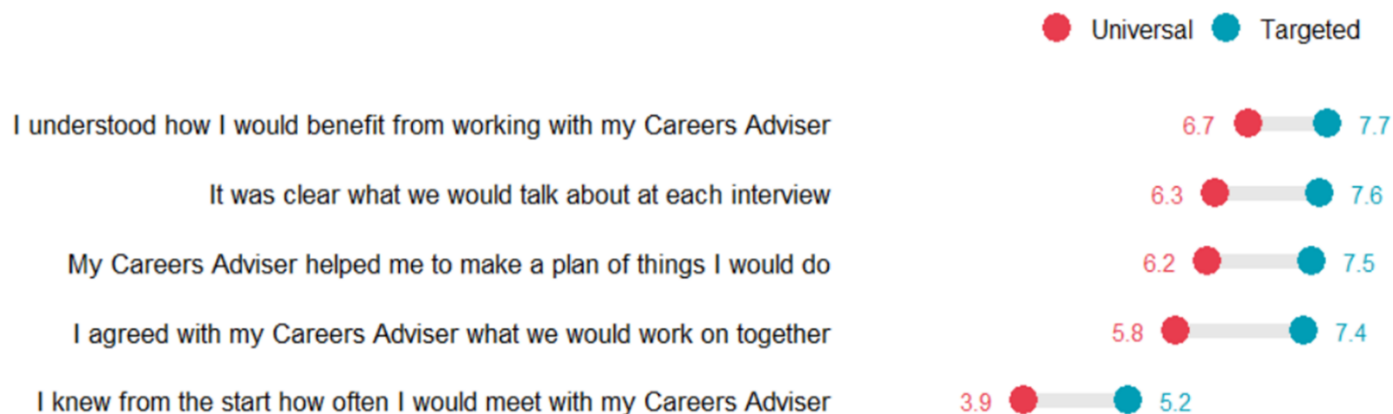 Universal Targeted
I understood how I would benefit from working with my Careers Adviser 6.7 7.7
It was clear what we would talk about at each interview 6.3 7.6
My Careers Adviser helped me to make a plan of things I would do 6.2 7.5
I agreed with my Careers Adviser what we would work on together 5.8 7.4
I knew from the start how often I would meet with my Careers Adviser 3.9 5.2